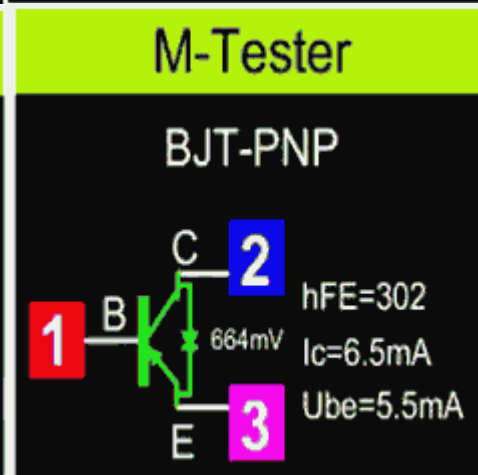 M-Tester
BJT-PNP
C
2
hFE=302
1
B
664mV
Ic=6.5mA
Ube=5.5mA
E
3